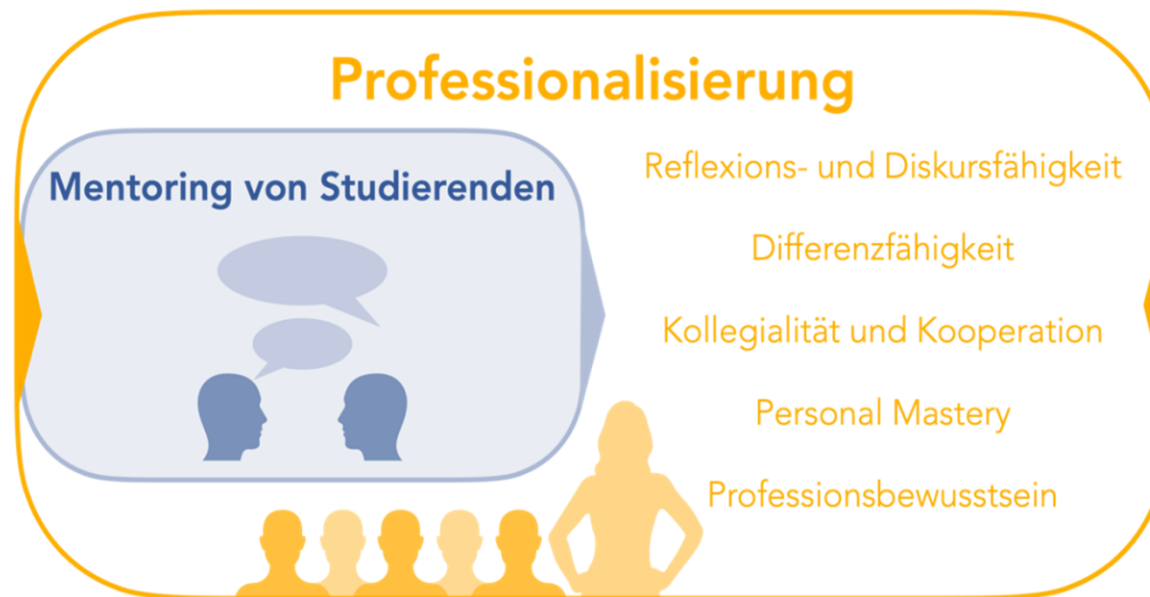 Professionalisierung
Mentoring von Studierenden
Reflexions- und Diskursfähigkeit
Differenzfähigkeit
Kollegialität und Kooperation
Personal Mastery
Professionsbewusstsein